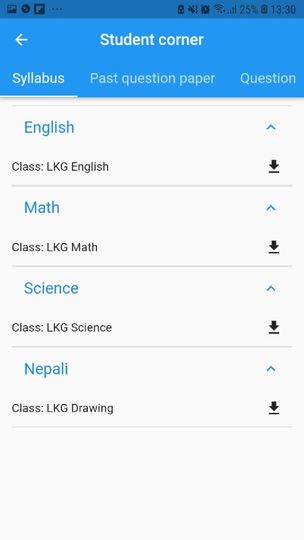 25% 13:30
Student corner
Syllabus Past question paper Question
English
Class: LKG English
Math
Class: LKG Math
Science
Class: LKG Science
Nepali
Class: LKG Drawing